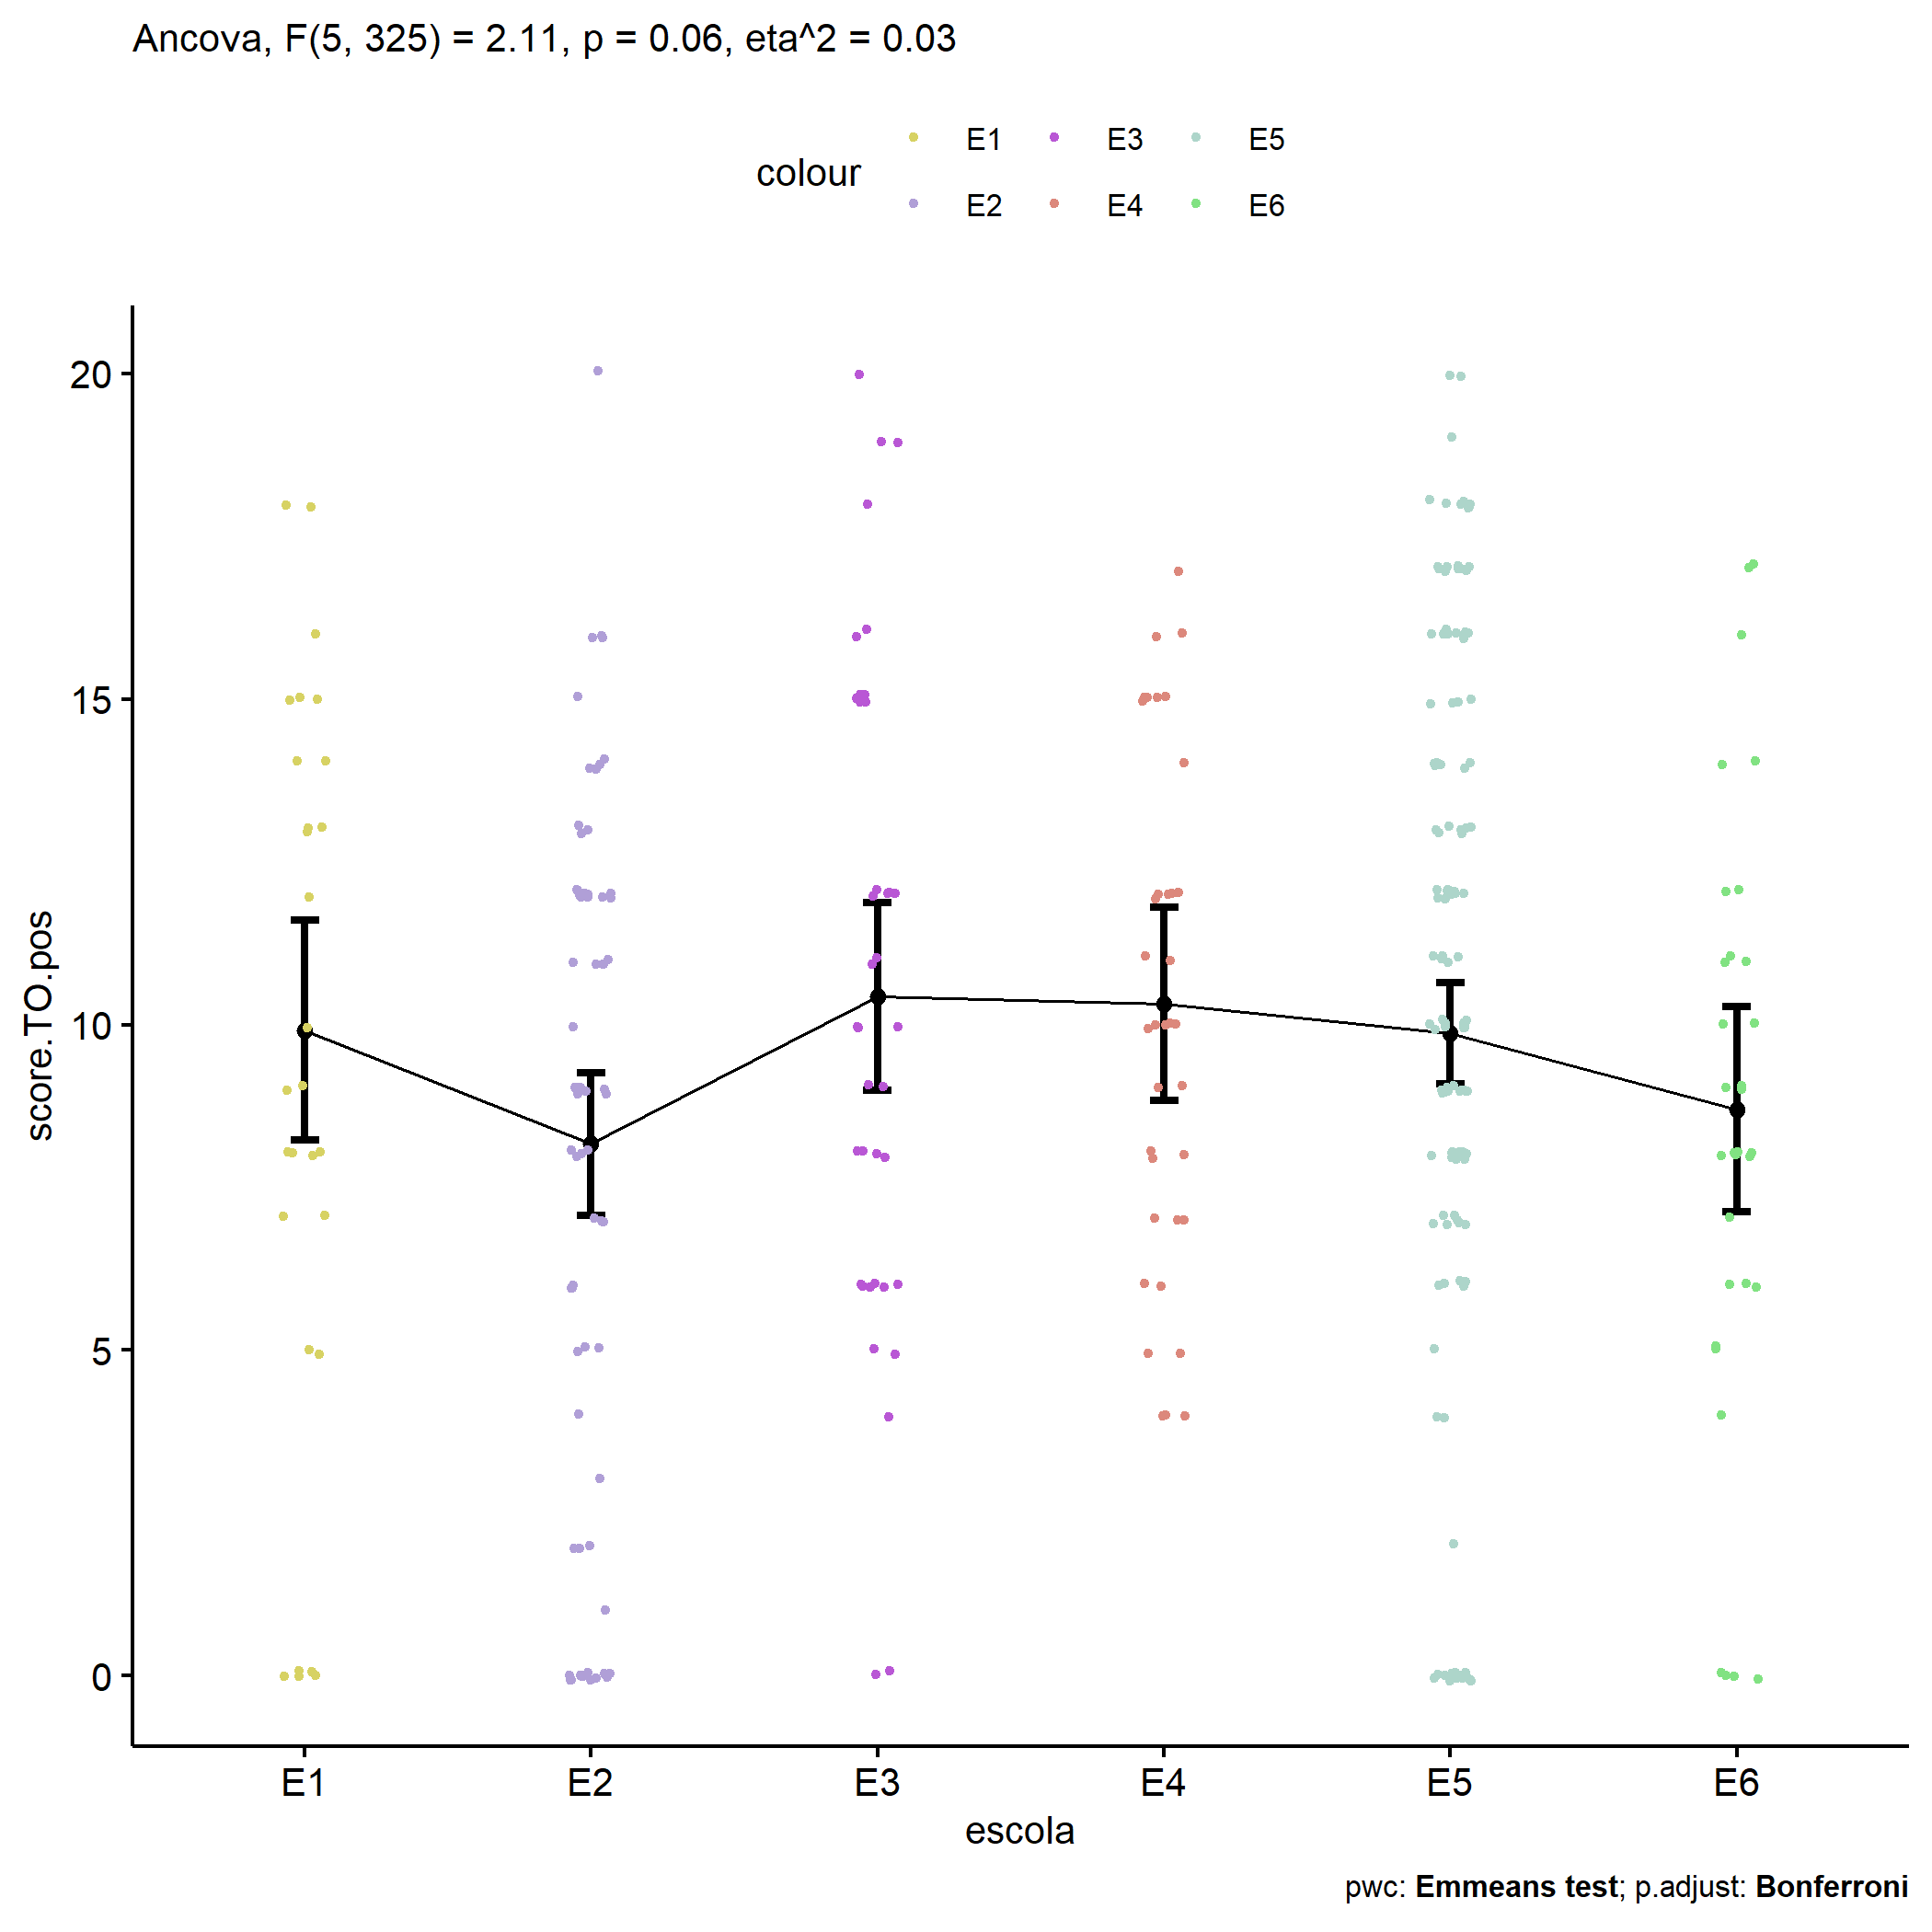 Ancova, F(5, 325) = 2.11, p = 0.06, eta^2 = 0.03
colour
E1 E3 E5
E2 E4 E6
score.TO.pos
20
15
10
5
0
E1 E2 E3 E4 E5 E6
escola
pwc: Emmeans test; p.adjust: Bonferroni